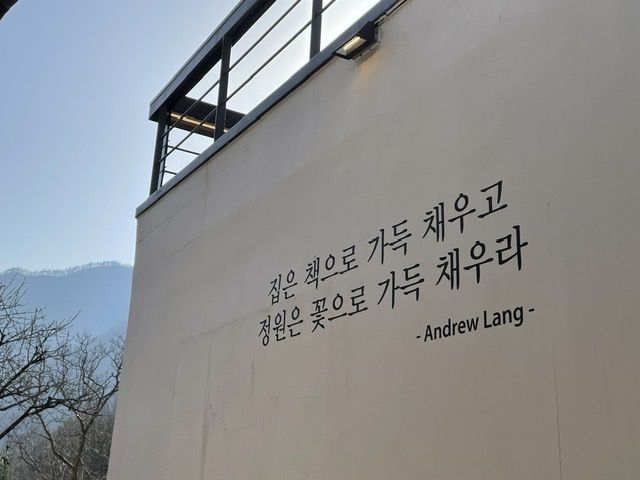 집은 책으로 가득 채우고
정원은 꽃으로 가득 채우라
- Andrew Lang -